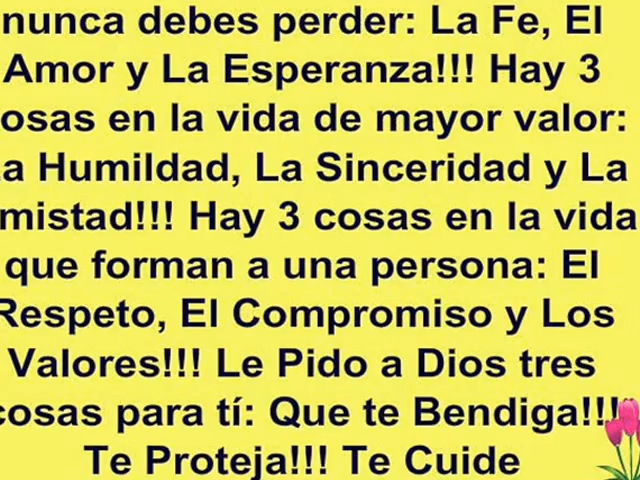 nunca debes perder: La Fe, El
Amor y La Esperanza!!! Hay 3
osas en la vida de mayor valor:
a Humildad, La Sinceridad y La
mistad!!! Hay 3 cosas en la vida
que forman a una persona: El
Respeto, El Compromiso y Los
Valores!!! Le Pido a Dios tres
cosas para tí: Que te Bendiga!!!
Te Proteja!!! Te Cuide